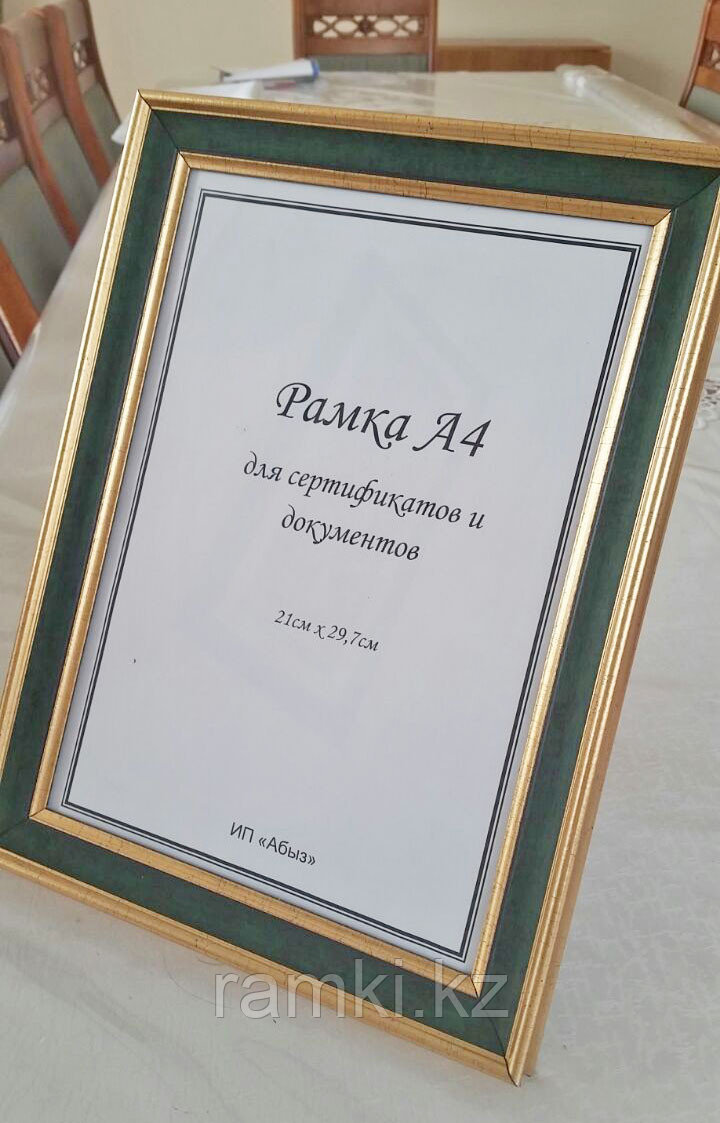 Рамка А4
для сертификатов и
документов
21см х 29,7см
ИП «Абыз»
ramki.kz